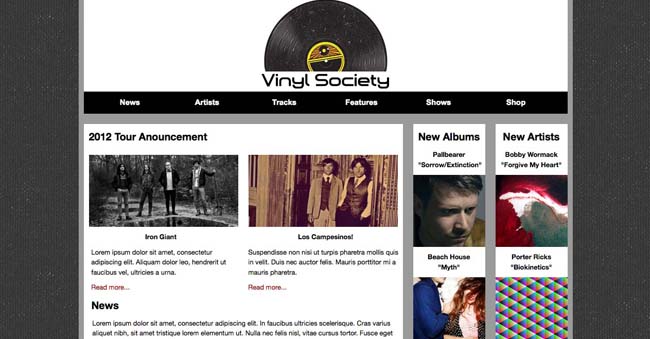 Vinyl Society
News Artists Tracks Features Shows Shop
2012 Tour Anouncement
Iron Giant
Lorem ipsum dolor sit amet, consectetur
adipiscing elit. Aliquam dolor leo, hendrerit ut
faucibus vel, ultricies a urna.
Read more...
Los Campesinos!
Suspendisse non nisi ut turpis pharetra mollis quis
in velit. Duis nec auctor felis. Mauris porttitor mi a
mauris pharetra.
Read more...
News
Lorem ipsum dolor sit amet, consectetur adipiscing elit. In faucibus ultricies scelerisque. Cras varius
aliquet nibh, sit amet tristique lorem elementum ut. Nulla nec felis nisl, vitae cursus tortor. Fusce eget
New Albums
Pallbearer
"Sorrow/Extinction"
Beach House
"Myth"
New Artists
Bobby Wormack
"Forgive My Heart"
Porter Ricks
"Biokinetics"